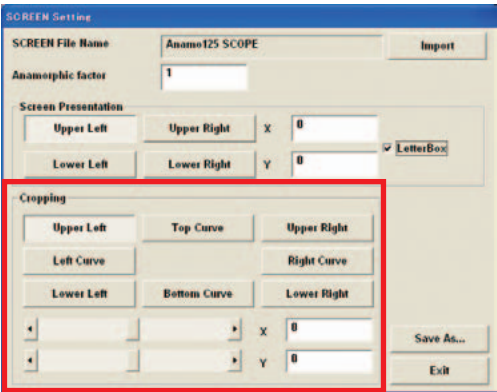 SCREEN Setting
SCREEN File Name Anamo125 SCOPE Import
Anamorphic factor 1
Screen Presentation
Upper Left Upper Right X 0
LetterBox
Lower Left Lower Right Y 0
Cropping
Upper Left Top Curve Upper Right
Left Curve Right Curve
Lower Left Bottom Curve Lower Right
X 0
Save As...
Y 0
Exit